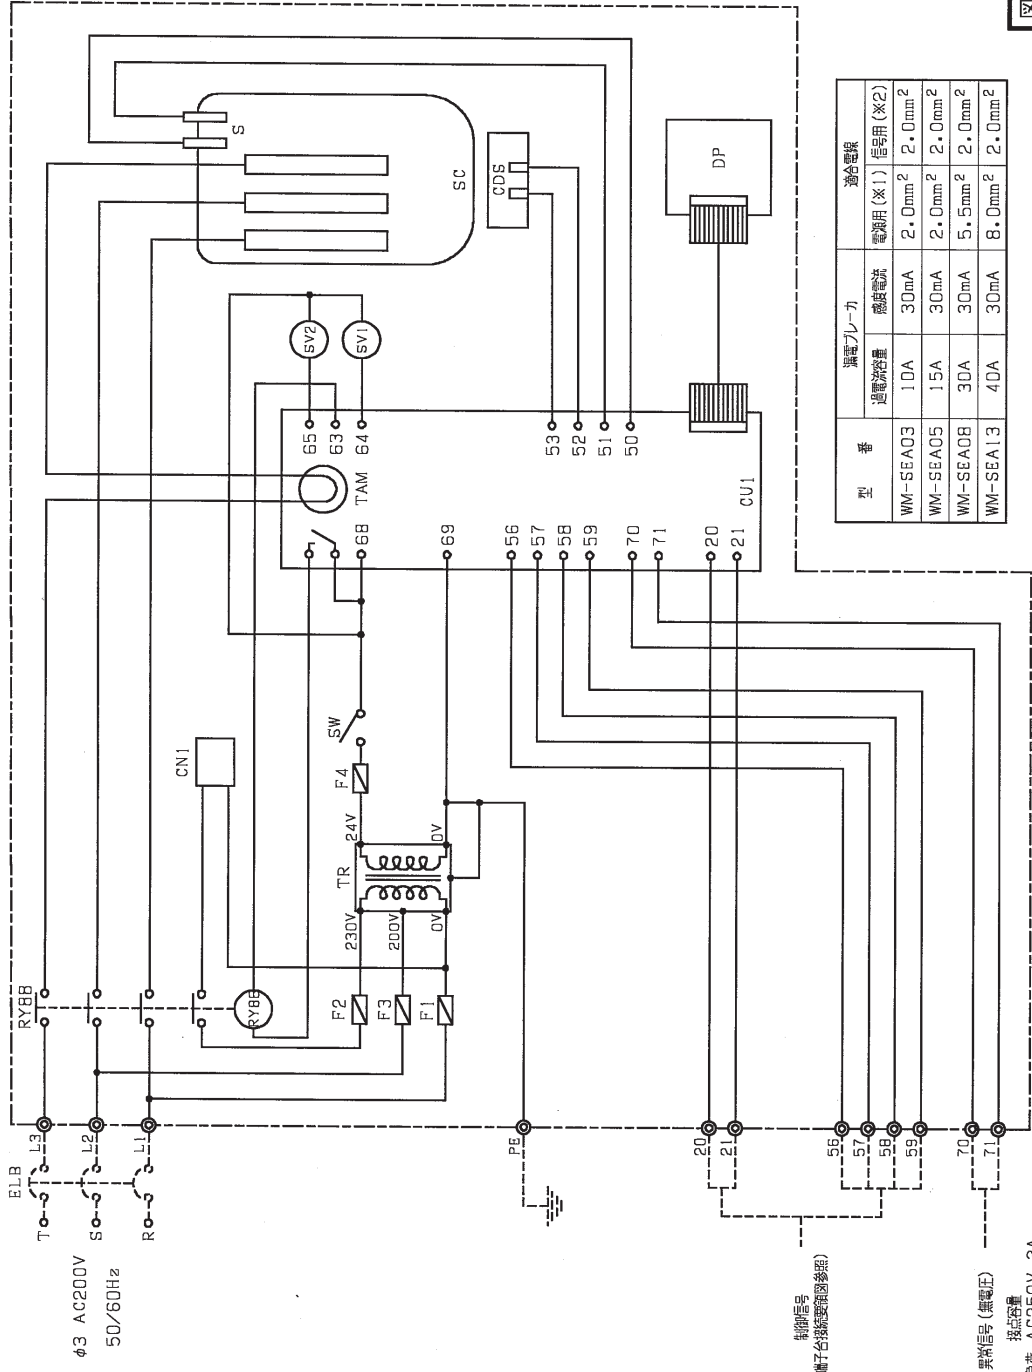 ELB
T
S
R
L3
L2
L1
φ3 AC200V
50/60Hz
RY88
RY88
CN1
F2
F3
F1
230V
200V
0V
TR
24V
0V
F4
SW
PE
68
69
56
57
58
59
70
71
20
21
TAM
65
63
64
53
52
51
50
CU1
SV2
SV1
S
SC
CDS
DP
20
21
56
57
58
59
70
71
制御信号
端子台接続要領図参照)
異常信号(無電圧)
接点容量
AC250V 3A
型番 漏電ブレーカ 適合電線
過電流容量 感度電流 電源用(※1) 信号用(※2)
WM-SEA03 10A 30mA 2.0mm² 2.0mm²
WM-SEA05 15A 30mA 2.0mm² 2.0mm²
WM-SEA08 30A 30mA 5.5mm² 2.0mm²
WM-SEA13 40A 30mA 8.0mm² 2.0mm²
図